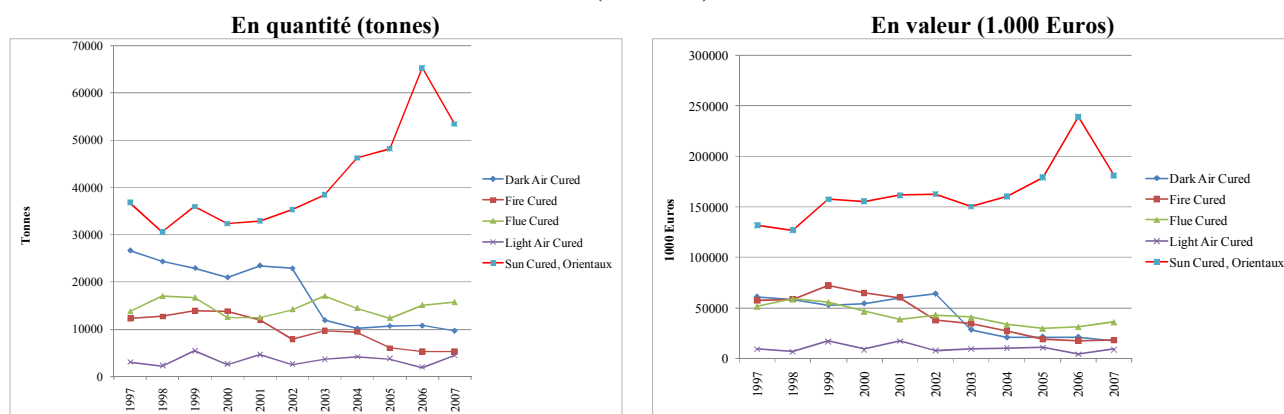 En quantité (tonnes)
70000
60000
50000
40000
30000
20000
10000
0
Tonnes
1997
1998
1999
2000
2001
2002
2003
2004
2005
2006
2007
Dark Air Cured
Fire Cured
Flue Cured
Light Air Cured
Sun Cured, Orientaux
En valeur (1.000 Euros)
300000
250000
200000
150000
100000
50000
0
1000 Euros
1997
1998
1999
2000
2001
2002
2003
2004
2005
2006
2007
Dark Air Cured
Fire Cured
Flue Cured
Light Air Cured
Sun Cured, Orientaux